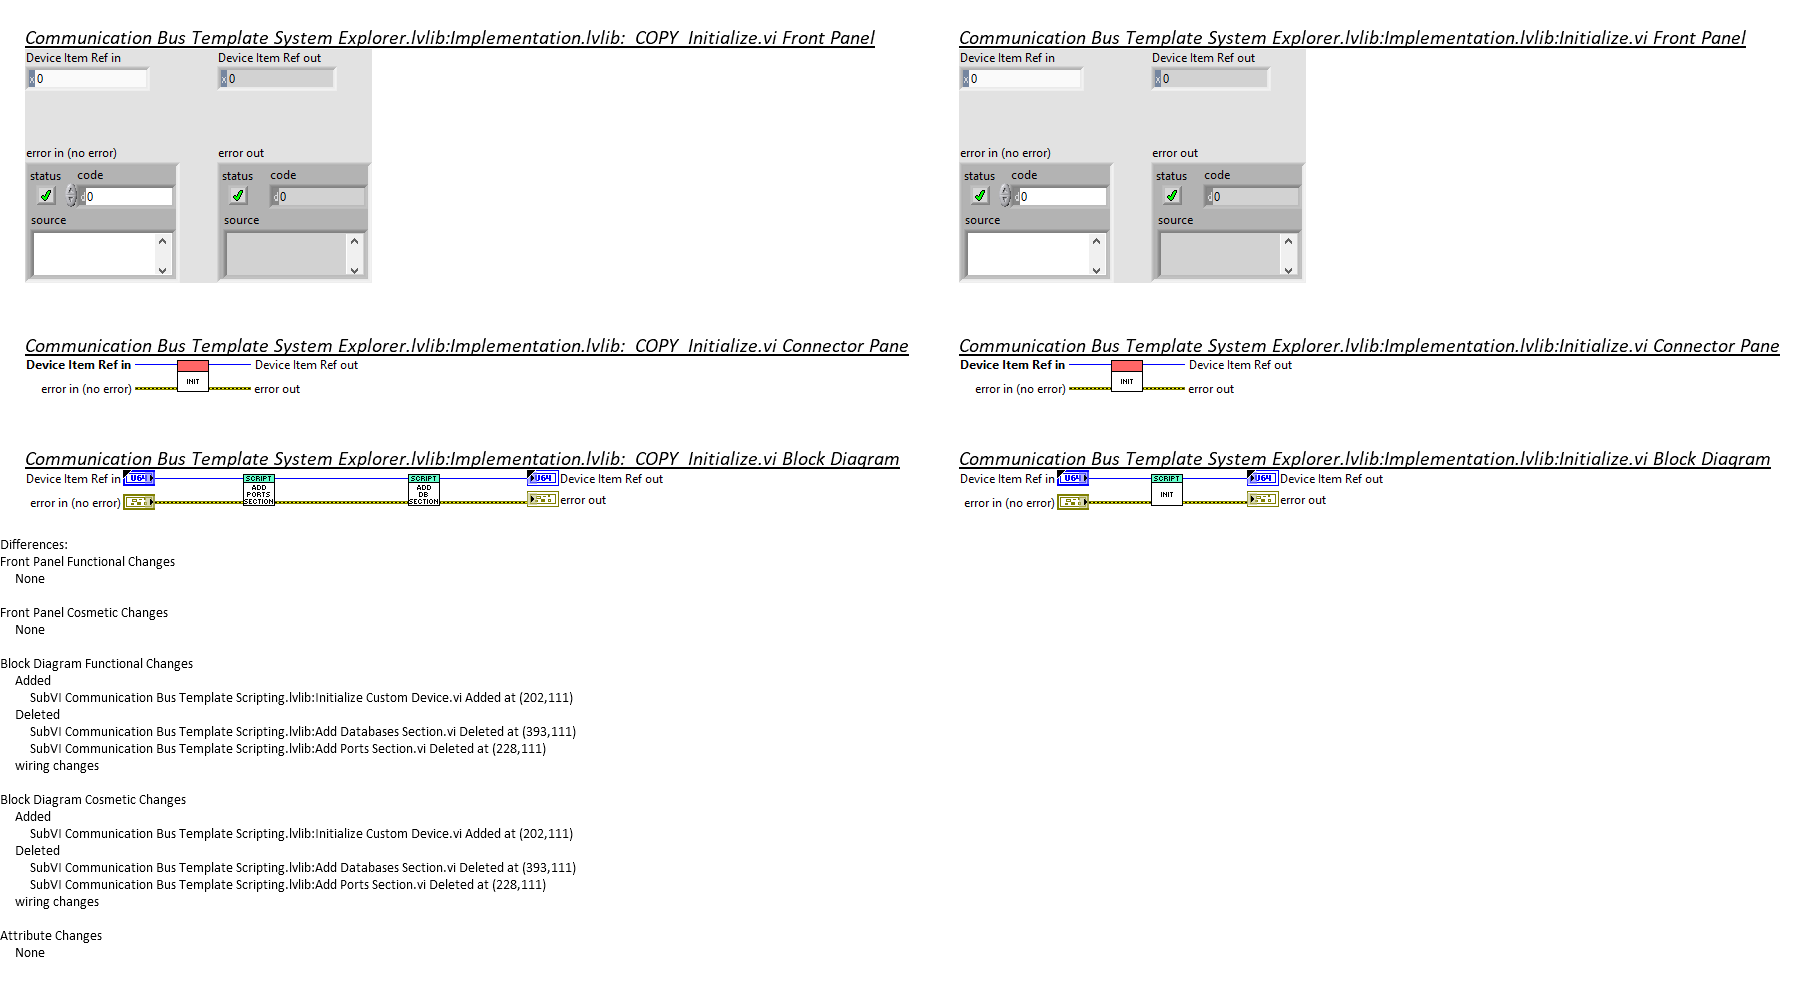 Communication Bus Template System Explorer.lvlib:Implementation.lvlib:  COPY  Initialize.vi Front Panel
Device Item Ref in
Device Item Ref out
x 0
x 0
error in (no error)
error out
status
code
status
code
d 0
d 0
source
source
Communication Bus Template System Explorer.lvlib:Implementation.lvlib:Initialize.vi Front Panel
Device Item Ref in
Device Item Ref out
x 0
x 0
error in (no error)
error out
status
code
status
code
d 0
d 0
source
source
Communication Bus Template System Explorer.lvlib:Implementation.lvlib:  COPY  Initialize.vi Connector Pane
Device Item Ref in
Device Item Ref out
INIT
error in (no error)
error out
Communication Bus Template System Explorer.lvlib:Implementation.lvlib:Initialize.vi Connector Pane
Device Item Ref in
Device Item Ref out
INIT
error in (no error)
error out
Communication Bus Template System Explorer.lvlib:Implementation.lvlib:  COPY  Initialize.vi Block Diagram
Device Item Ref in
U64
SCRIPT
ADD
PORTS
SECTION
SCRIPT
ADD
DB
SECTION
U64
Device Item Ref out
error in (no error)
error out
Communication Bus Template System Explorer.lvlib:Implementation.lvlib:Initialize.vi Block Diagram
Device Item Ref in
U64
SCRIPT
INIT
U64
Device Item Ref out
error in (no error)
error out
Differences:
Front Panel Functional Changes
None
Front Panel Cosmetic Changes
None
Block Diagram Functional Changes
Added
SubVI Communication Bus Template Scripting.lvlib:Initialize Custom Device.vi Added at (202,111)
Deleted
SubVI Communication Bus Template Scripting.lvlib:Add Databases Section.vi Deleted at (393,111)
SubVI Communication Bus Template Scripting.lvlib:Add Ports Section.vi Deleted at (228,111)
wiring changes
Block Diagram Cosmetic Changes
Added
SubVI Communication Bus Template Scripting.lvlib:Initialize Custom Device.vi Added at (202,111)
Deleted
SubVI Communication Bus Template Scripting.lvlib:Add Databases Section.vi Deleted at (393,111)
SubVI Communication Bus Template Scripting.lvlib:Add Ports Section.vi Deleted at (228,111)
wiring changes
Attribute Changes
None